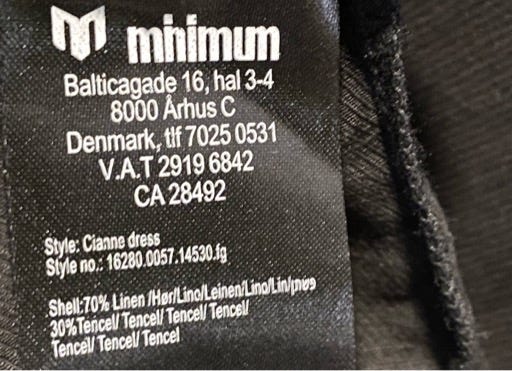 minimum
Balticagade 16, hal 3-4
8000 Århus C
Denmark, tlf 7025 0531
V.A.T 2919 6842
CA 28492
Style: Cianne dress
Style no.: 16280.0057.14530.fg
Shell:70% Linen /Hør/Lino/Leinen/Lino/Lin/פשתן
30%Tencel/ Tencel/ Tencel/ Tencel/
Tencel/ Tencel/ Tencel